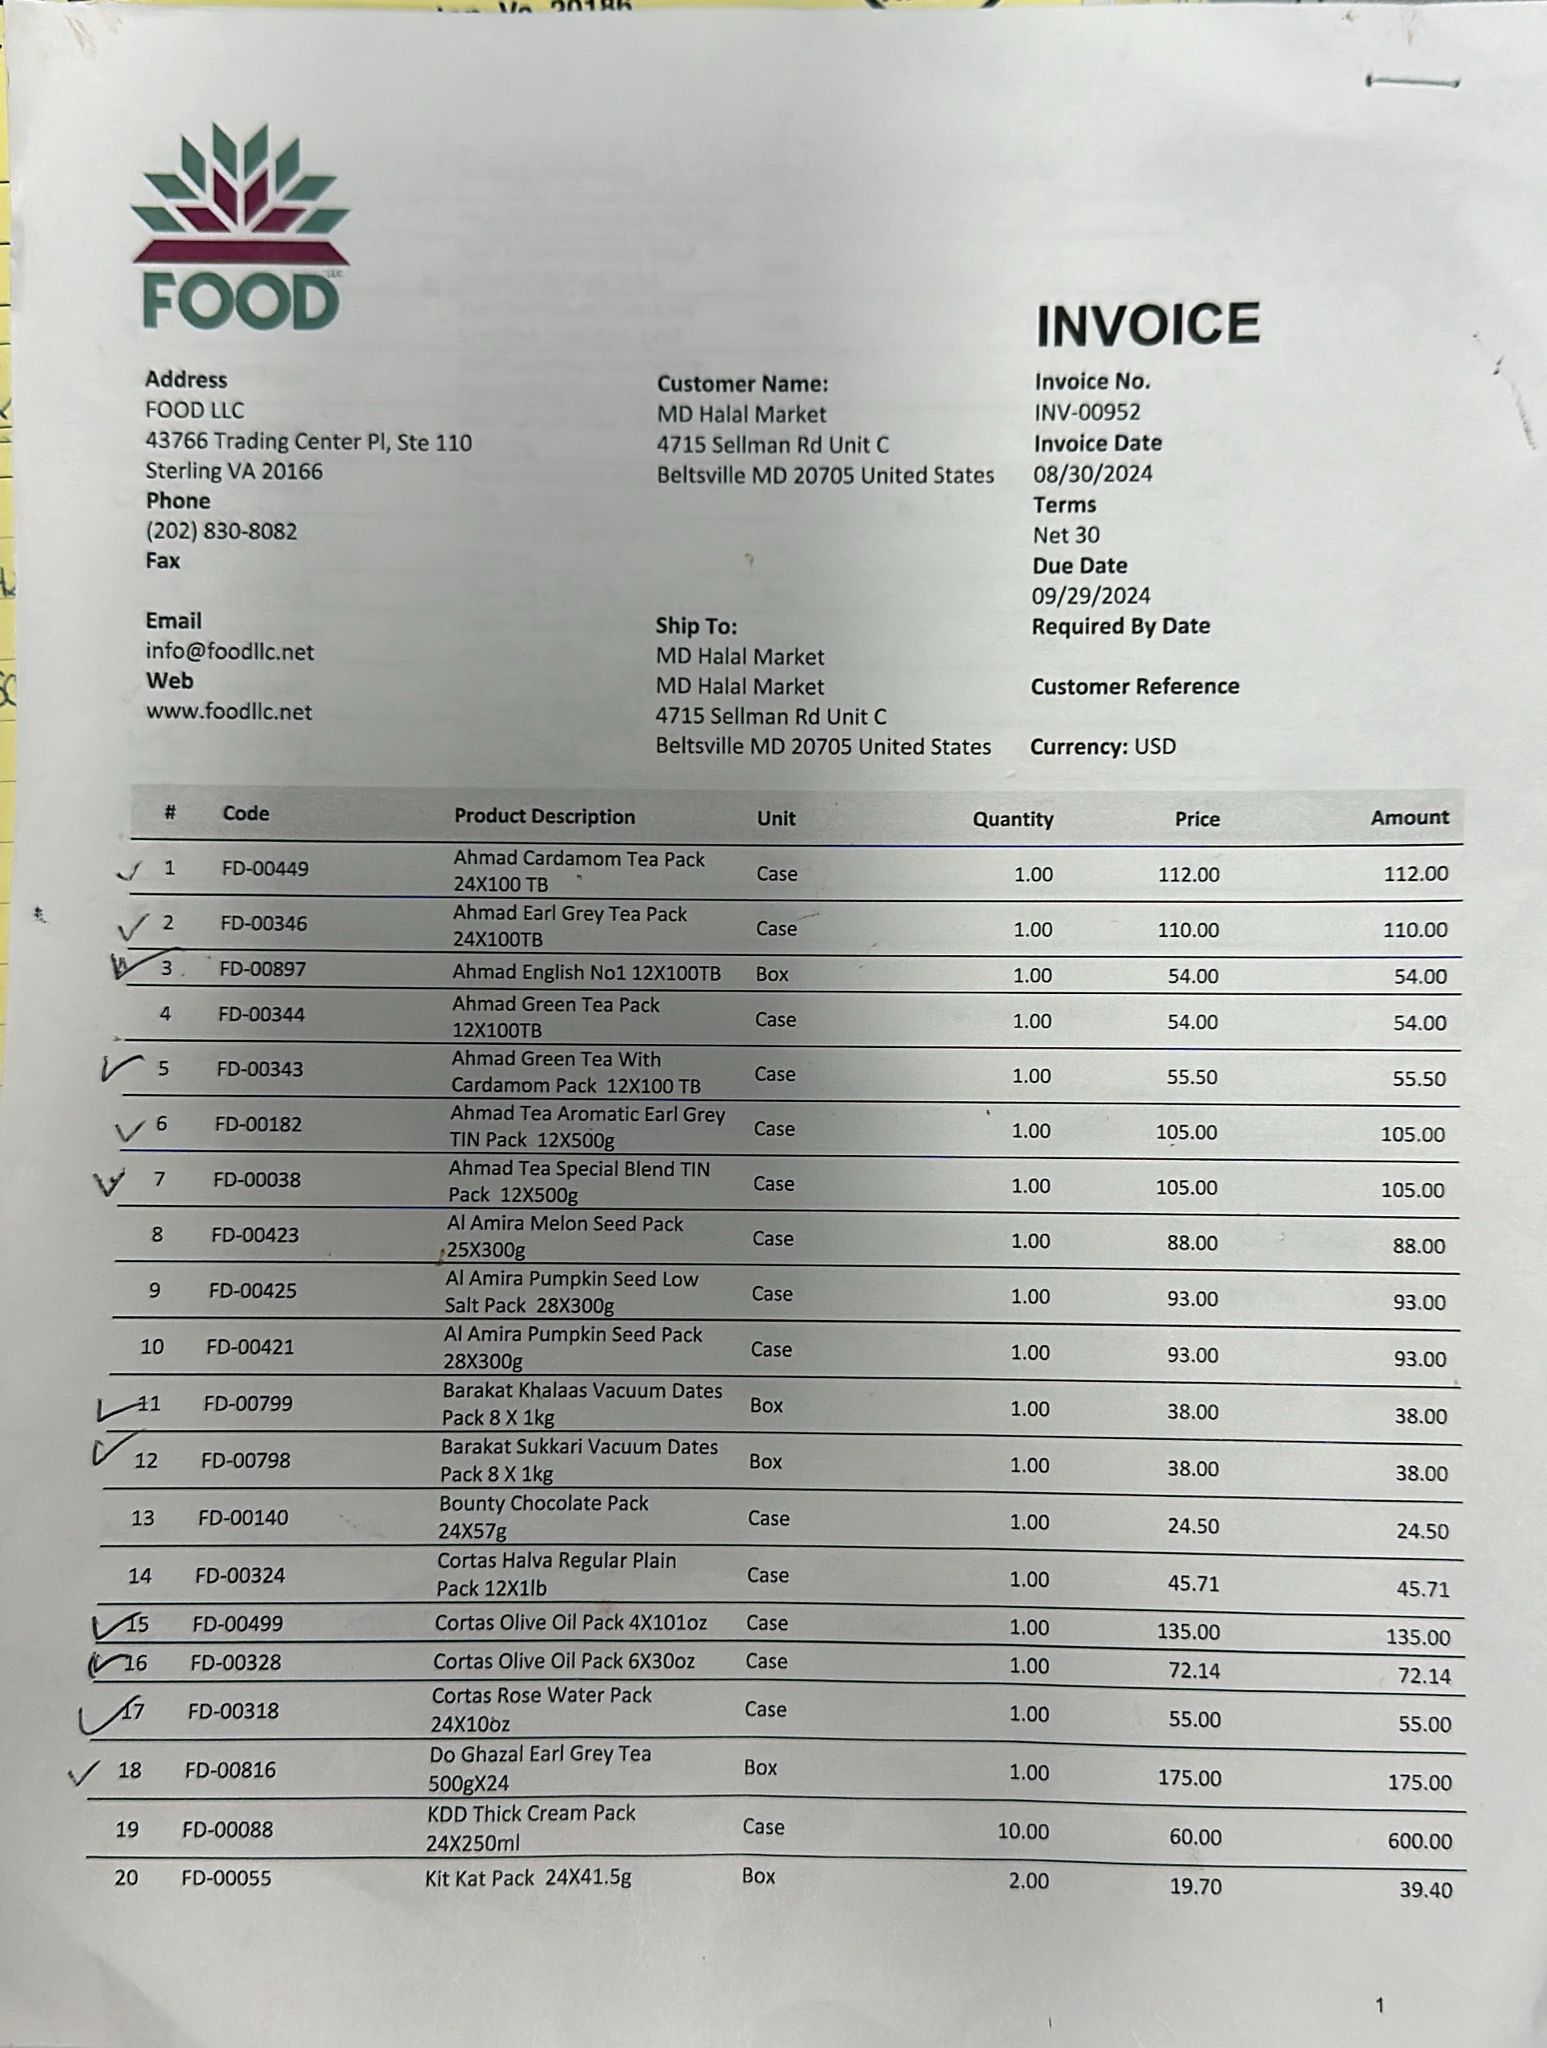 FOOD
LLC
INVOICE
Address
FOOD LLC
43766 Trading Center Pl, Ste 110
Sterling VA 20166
Phone
(202) 830-8082
Fax
Email
info@foodllc.net
Web
www.foodllc.net
Customer Name:
MD Halal Market
4715 Sellman Rd Unit C
Beltsville MD 20705 United States
Ship To:
MD Halal Market
MD Halal Market
4715 Sellman Rd Unit C
Beltsville MD 20705 United States
Invoice No.
INV-00952
Invoice Date
08/30/2024
Terms
Net 30
Due Date
09/29/2024
Required By Date
Customer Reference
Currency: USD
# Code Product Description Unit Quantity Price Amount
1 FD-00449 Ahmad Cardamom Tea Pack Case 1.00 112.00 112.00
24X100 TB
2 FD-00346 Ahmad Earl Grey Tea Pack Case 1.00 110.00 110.00
24X100TB
3 FD-00897 Ahmad English No1 12X100TB Box 1.00 54.00 54.00
4 FD-00344 Ahmad Green Tea Pack Case 1.00 54.00 54.00
12X100TB
5 FD-00343 Ahmad Green Tea With Case 1.00 55.50 55.50
Cardamom Pack 12X100 TB
6 FD-00182 Ahmad Tea Aromatic Earl Grey Case 1.00 105.00 105.00
TIN Pack 12X500g
7 FD-00038 Ahmad Tea Special Blend TIN Case 1.00 105.00 105.00
Pack 12X500g
8 FD-00423 Al Amira Melon Seed Pack Case 1.00 88.00 88.00
25X300g
9 FD-00425 Al Amira Pumpkin Seed Low Case 1.00 93.00 93.00
Salt Pack 28X300g
10 FD-00421 Al Amira Pumpkin Seed Pack Case 1.00 93.00 93.00
28X300g
11 FD-00799 Barakat Khalaas Vacuum Dates Box 1.00 38.00 38.00
Pack 8 X 1kg
12 FD-00798 Barakat Sukkari Vacuum Dates Box 1.00 38.00 38.00
Pack 8 X 1kg
13 FD-00140 Bounty Chocolate Pack Case 1.00 24.50 24.50
24X57g
14 FD-00324 Cortas Halva Regular Plain Case 1.00 45.71 45.71
Pack 12X1lb
15 FD-00499 Cortas Olive Oil Pack 4X101oz Case 1.00 135.00 135.00
16 FD-00328 Cortas Olive Oil Pack 6X30oz Case 1.00 72.14 72.14
17 FD-00318 Cortas Rose Water Pack Case 1.00 55.00 55.00
24X10oz
18 FD-00816 Do Ghazal Earl Grey Tea Box 1.00 175.00 175.00
500gX24
19 FD-00088 KDD Thick Cream Pack Case 10.00 60.00 600.00
24X250ml
20 FD-00055 Kit Kat Pack 24X41.5g Box 2.00 19.70 39.40
1